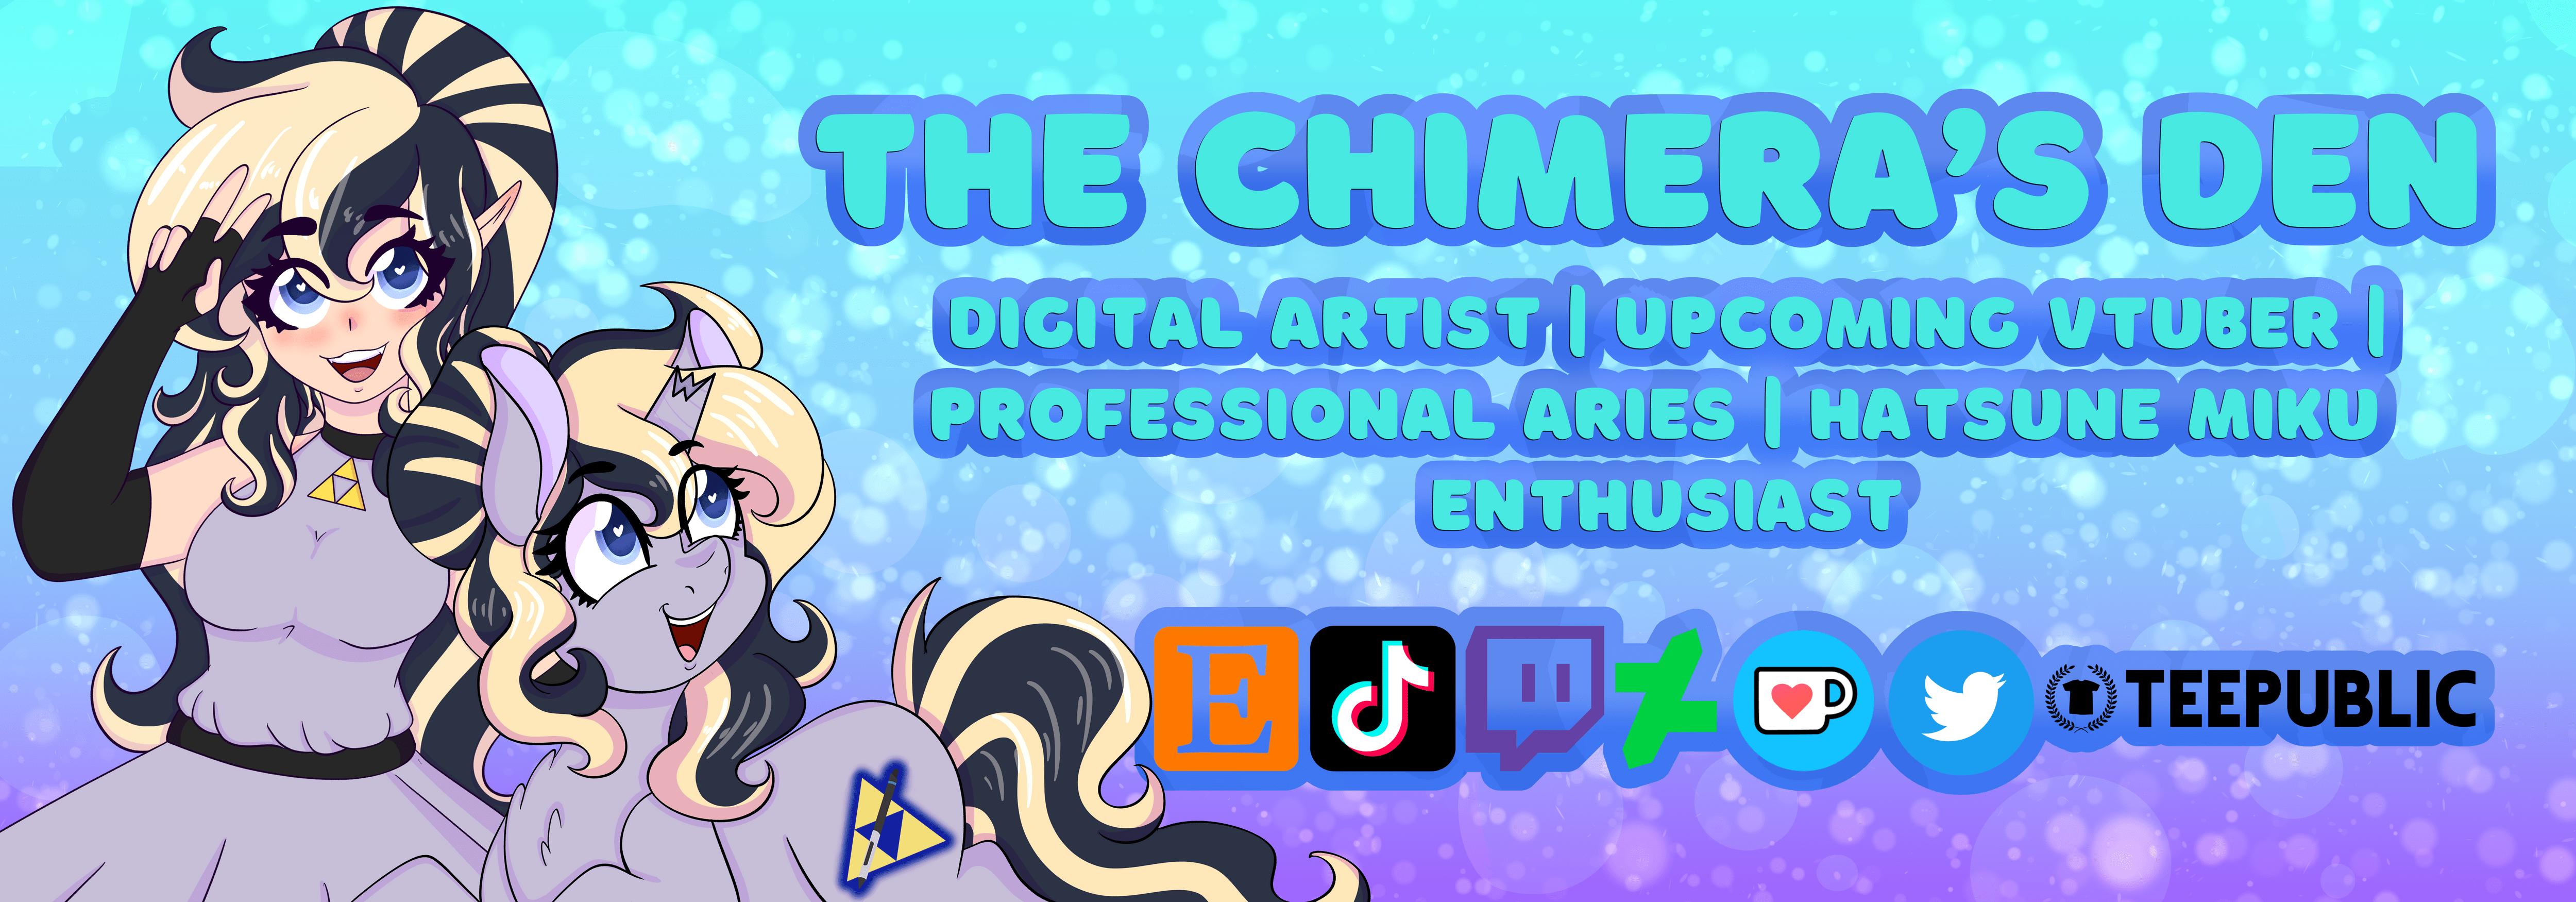 THE CHIMERA'S DEN
DIGITAL ARTIST | UPCOMING VTUBER |
PROFESSIONAL ARIES | HATSUNE MIKU
ENTHUSIAST
E TEEPUBLIC